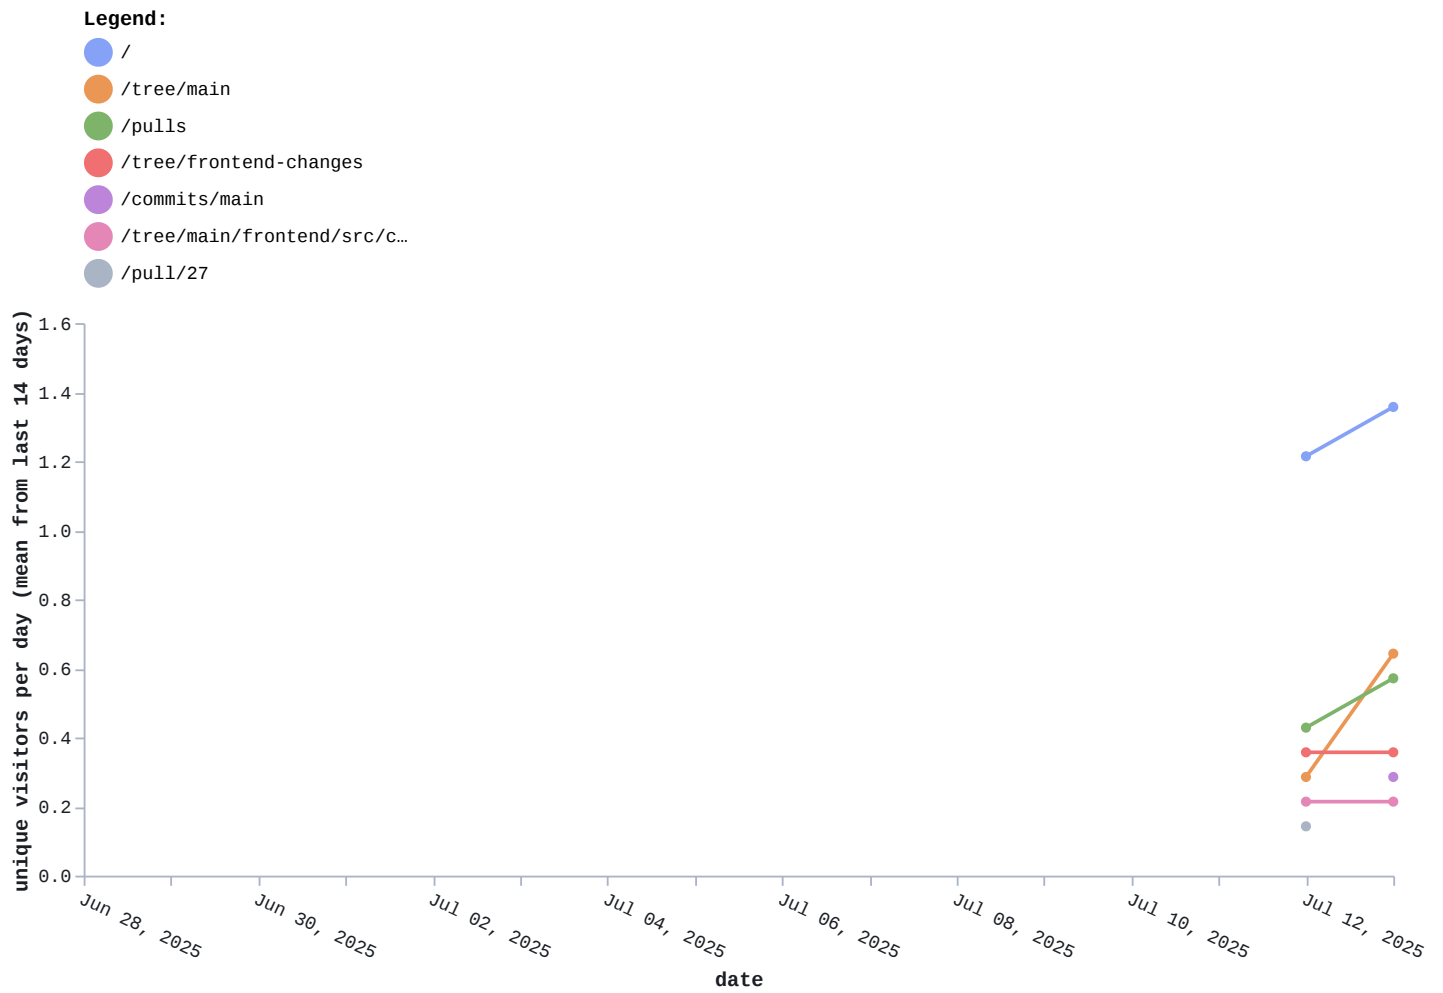 Legend:
/
/tree/main
/pulls
/tree/frontend-changes
/commits/main
/tree/main/frontend/src/c…
/pull/27
unique visitors per day (mean from last 14 days)
1.6
1.4
1.2
1.0
0.8
0.6
0.4
0.2
0.0
Jun 28, 2025
Jun 30, 2025
Jul 02, 2025
Jul 04, 2025
Jul 06, 2025
Jul 08, 2025
Jul 10, 2025
Jul 12, 2025
date